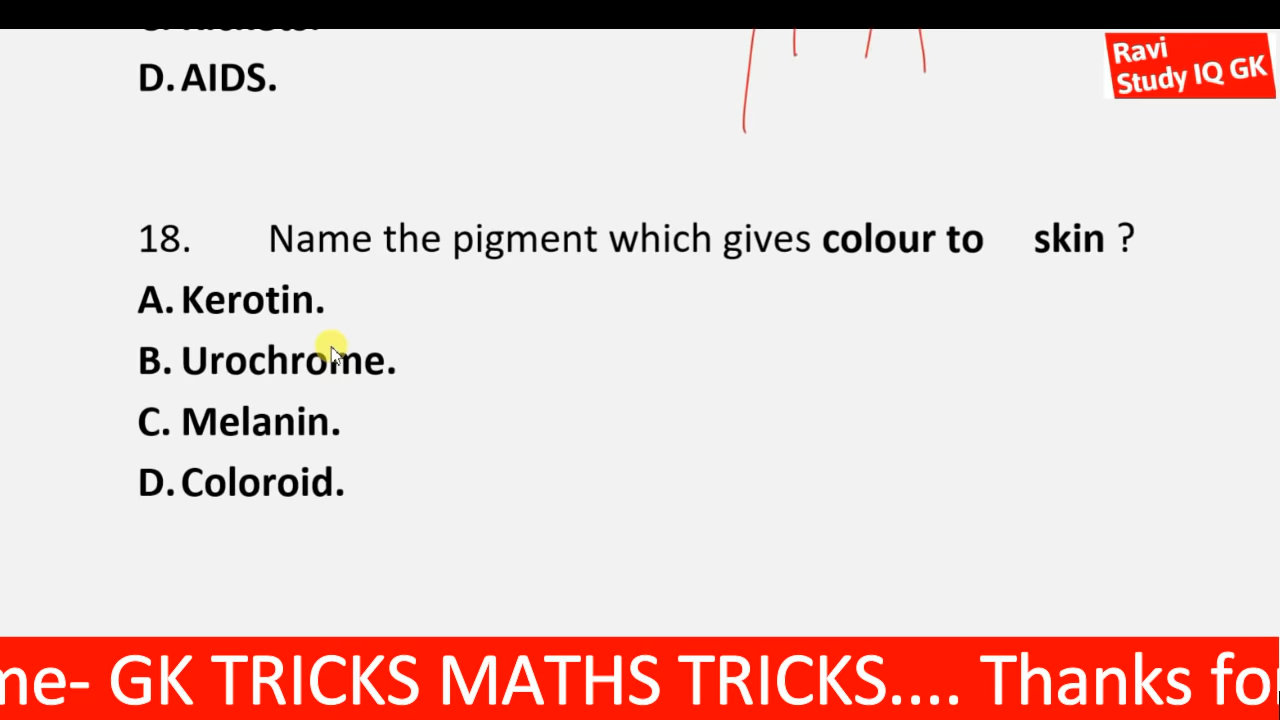 D. AIDS.
Ravi
Study IQ GK
18. Name the pigment which gives colour to skin ?
A. Kerotin.
B. Urochrome.
C. Melanin.
D. Coloroid.
me- GK TRICKS MATHS TRICKS.... Thanks for